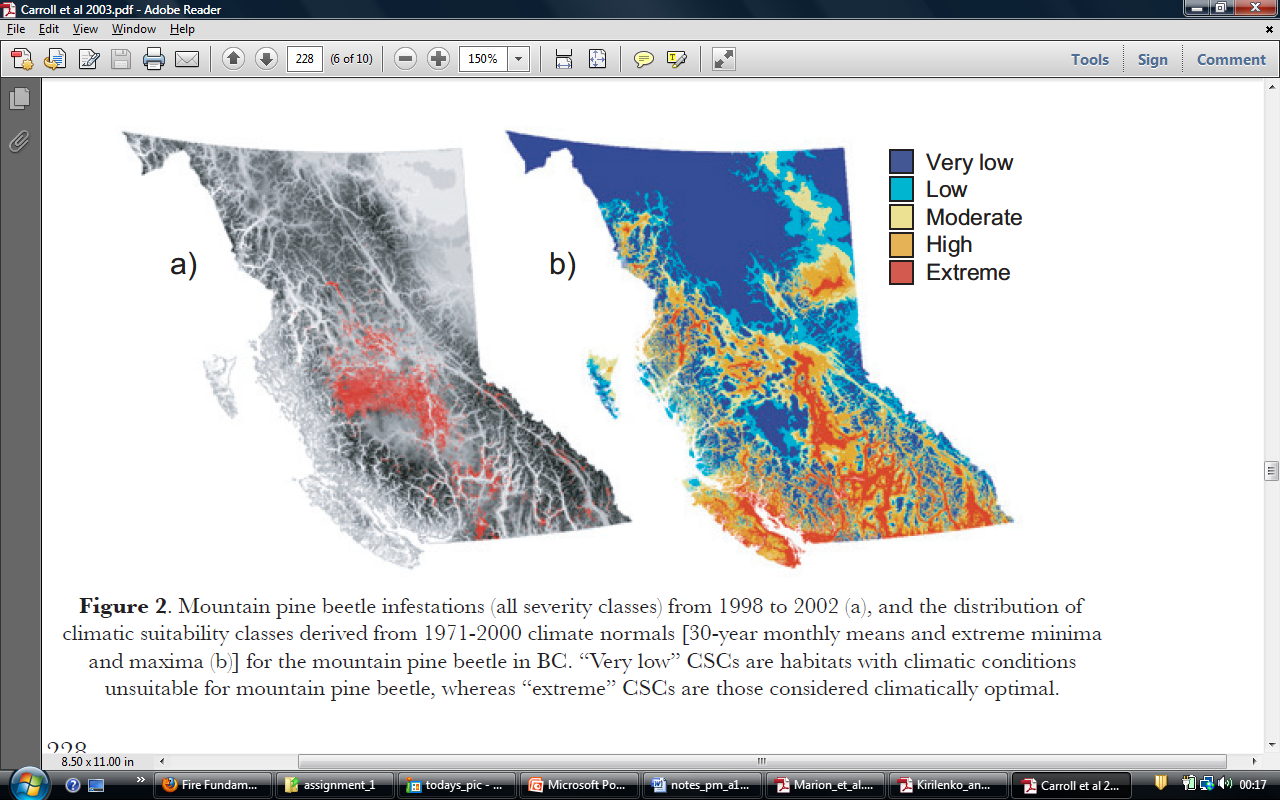 Carroll et al 2003.pdf - Adobe Reader
File Edit View Window Help
228 (6 of 10) 150% Tools Sign Comment
a)
b)
Very low
Low
Moderate
High
Extreme
Figure 2. Mountain pine beetle infestations (all severity classes) from 1998 to 2002 (a), and the distribution of
climatic suitability classes derived from 1971-2000 climate normals [30-year monthly means and extreme minima
and maxima (b)] for the mountain pine beetle in BC. “Very low” CSCs are habitats with climatic conditions
unsuitable for mountain pine beetle, whereas “extreme” CSCs are those considered climatically optimal.
228
8.50 x 11.00 in
Fire Fundam... assignment_1 todays_pic - ... Microsoft Po... notes_pm_a1... Marion_et_al.... Kirilenko_an... Carroll et al 2... 00:17